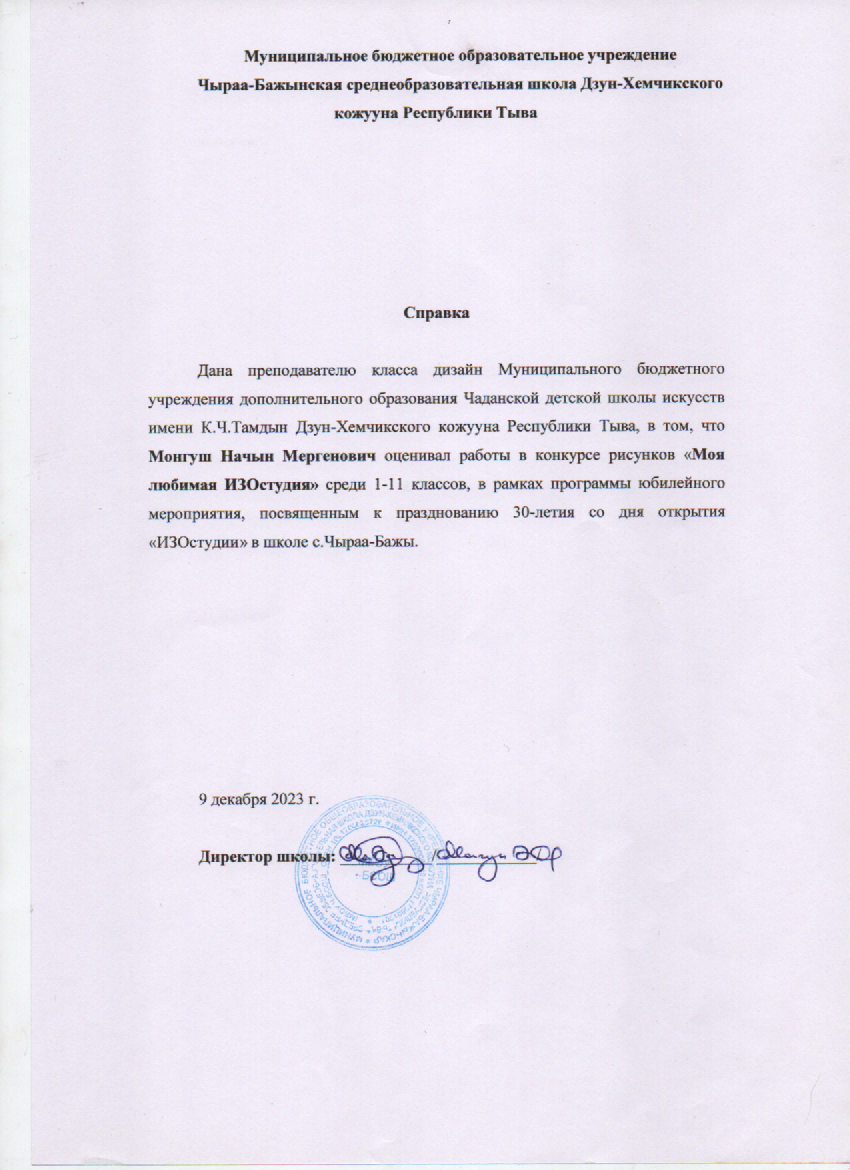 Муниципальное бюджетное образовательное учреждение
Чыраа-Бажынская среднеобразовательная школа Дзун-Хемчикского
кожууна Республики Тыва
Справка
Дана преподавателю класса дизайн Муниципального бюджетного
учреждения дополнительного образования Чаданской детской школы искусств
имени К.Ч.Тамдын Дзун-Хемчикского кожууна Республики Тыва, в том, что
Монгуш Начын Мергенович оценивал работы в конкурсе рисунков «Моя
любимая ИЗОстудия» среди 1-11 классов, в рамках программы юбилейного
мероприятия, посвященным к празднованию 30-летия со дня открытия
«ИЗОстудии» в школе с.Чыраа-Бажы.
9 декабря 2023 г.
Директор школы: